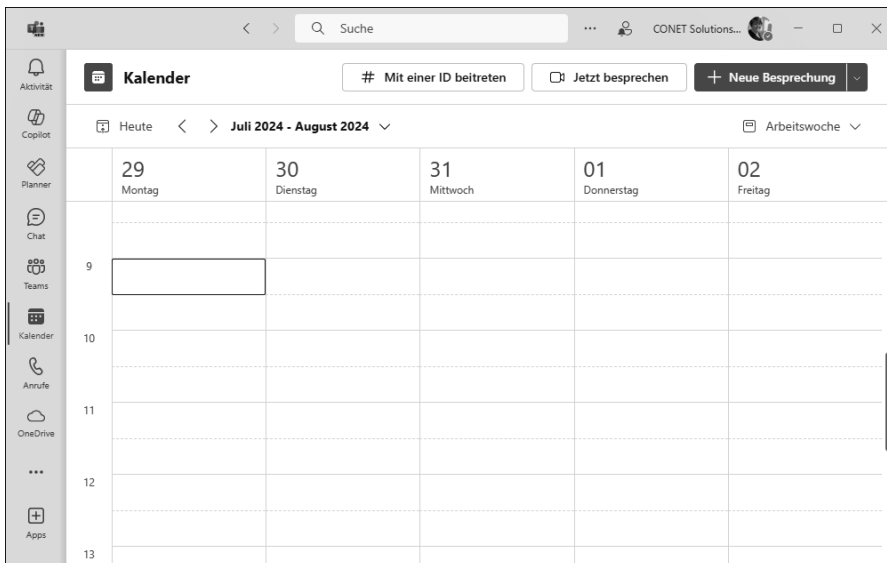 Suche
CONET Solutions...
Aktivität
Copilot
Planner
Chat
Teams
Kalender
Anrufe
OneDrive
Apps
Kalender
# Mit einer ID beitreten
Jetzt besprechen
+ Neue Besprechung
Heute
Juli 2024 - August 2024
Arbeitswoche
29
Montag
30
Dienstag
31
Mittwoch
01
Donnerstag
02
Freitag
9
10
11
12
13